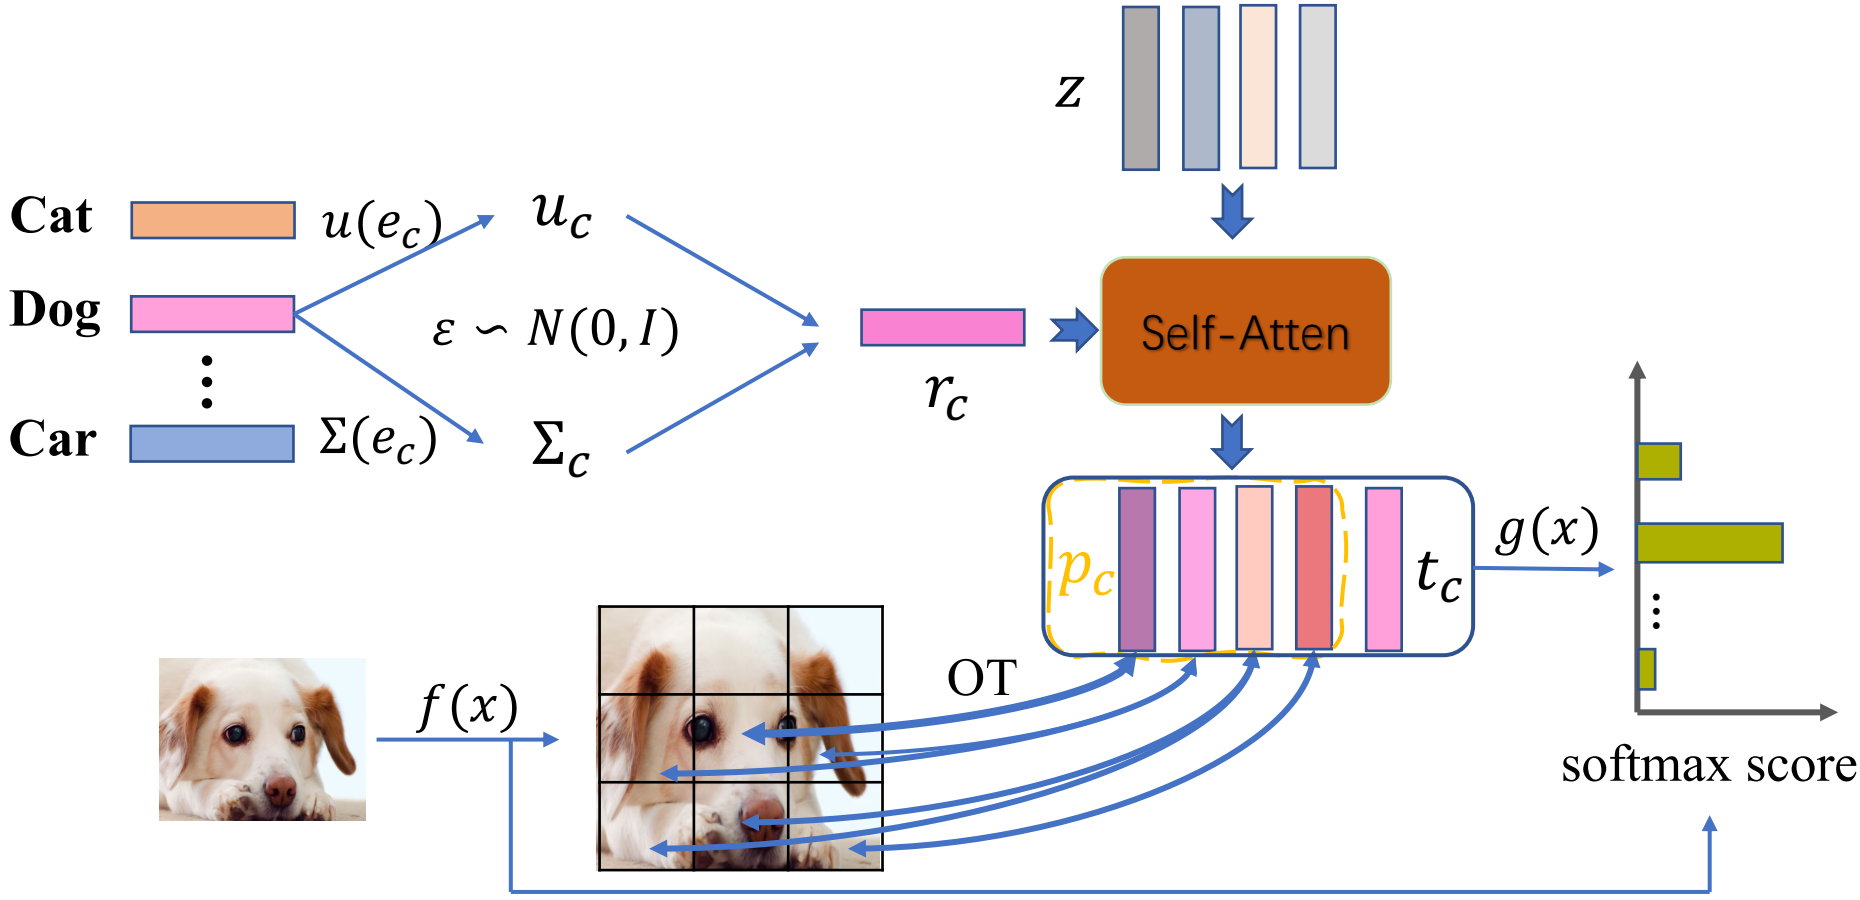 z
Cat
u(e_c)
u_c
Dog
ε ∽ N(0, I)
Self-Atten
r_c
⋮
Car
Σ(e_c)
Σ_c
p_c
t_c
g(x)
⋮
OT
f(x)
softmax score